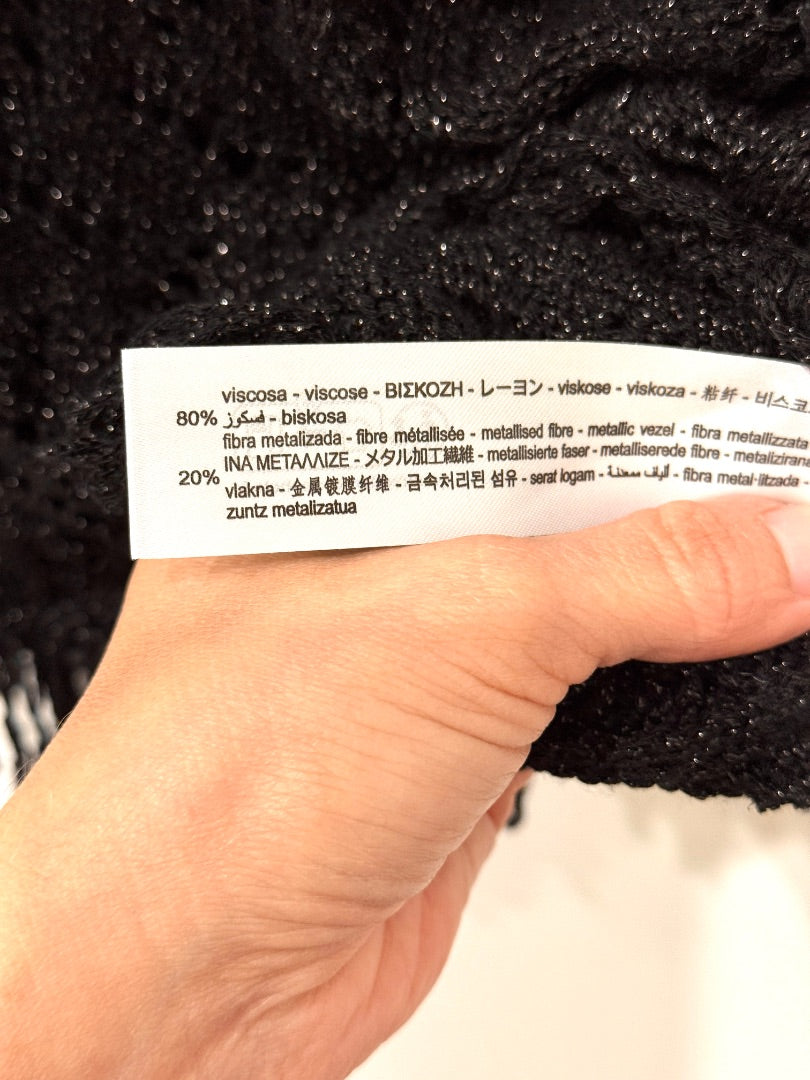 viscosa - viscose - ΒΙΣΚΟΖΗ - レーヨン - viskose - viskoza - 粘纤 - 비스코
80% فسكوز - biskosa
fibra metalizada - fibre métallisée - metallised fibre - metallic vezel - fibra metallizzata
ΙΝΑ ΜΕΤΑΛΛΙΖΕ - メタル加工繊維 - metallisierte faser - metalliserede fibre -
20% vlakna - 金属镀膜纤维 - 금속처리된 섬유 - serat logam - ألياف ممعدنة - fibra metal·litzada -
zuntz metalizatua